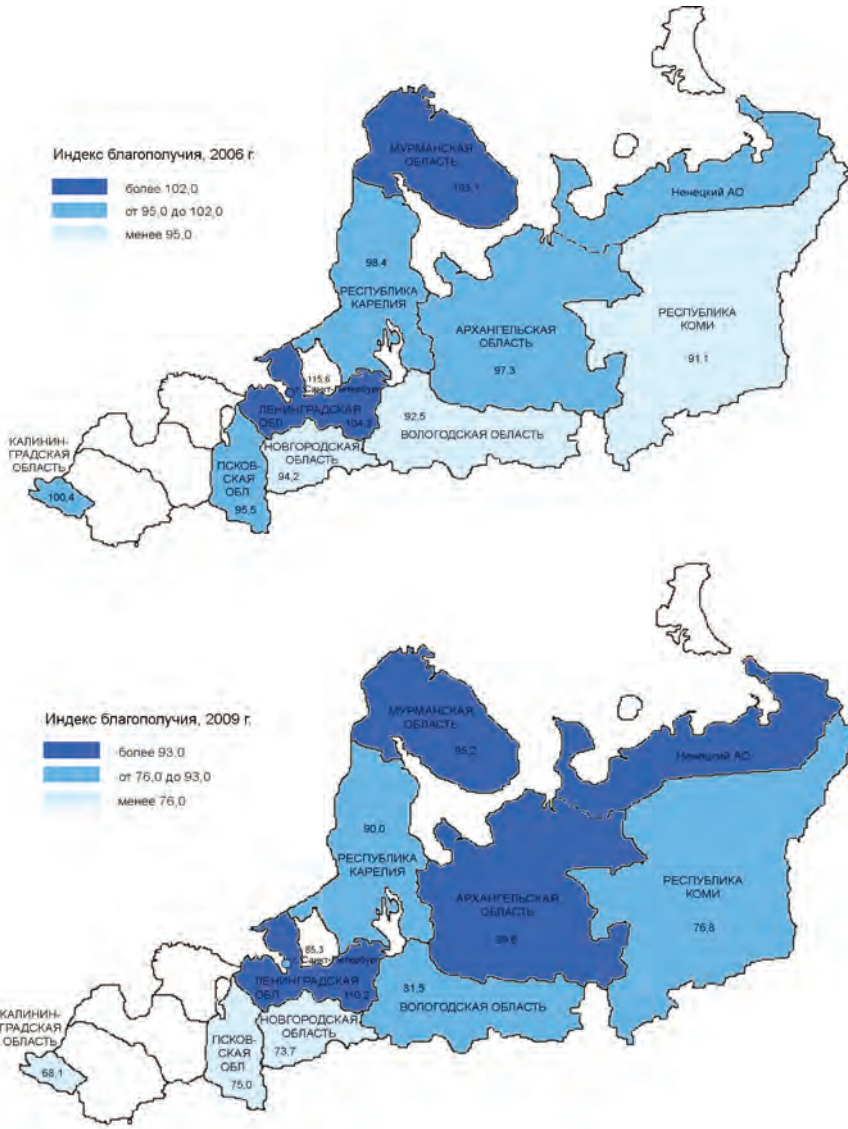 Индекс благополучия, 2006 г.
более 102,0
от 95,0 до 102,0
менее 95,0
МУРМАНСКАЯ
ОБЛАСТЬ
103,1
Ненецкий АО
98.4
РЕСПУБЛИКА
КАРЕЛИЯ
РЕСПУБЛИКА
КОМИ
91.1
АРХАНГЕЛЬСКАЯ
ОБЛАСТЬ
97.3
115,6
г. Санкт-Петербург
ЛЕНИНГРАДСКАЯ
ОБЛ
104,3
92,5
ВОЛОГОДСКАЯ ОБЛАСТЬ
НОВГОРОДСКАЯ
ОБЛАСТЬ
94,2
КАЛИНИН-
ГРАДСКАЯ
ОБЛАСТЬ
100,4
ПСКОВ-
СКАЯ
ОБЛ
95,5
Индекс благополучия, 2009 г.
более 93,0
от 76,0 до 93,0
менее 76,0
МУРМАНСКАЯ
ОБЛАСТЬ
95,2
Ненецкий АО
90,0
РЕСПУБЛИКА
КАРЕЛИЯ
РЕСПУБЛИКА
КОМИ
76,8
АРХАНГЕЛЬСКАЯ
ОБЛАСТЬ
85,3
г. Санкт-Петербург
ЛЕНИНГРАДСКАЯ
ОБЛ
110,2
81,5
ВОЛОГОДСКАЯ ОБЛАСТЬ
НОВГОРОДСКАЯ
ОБЛАСТЬ
73,7
КАЛИНИН-
ГРАДСКАЯ
ОБЛАСТЬ
68,1
ПСКОВ-
СКАЯ
ОБЛ
75,0